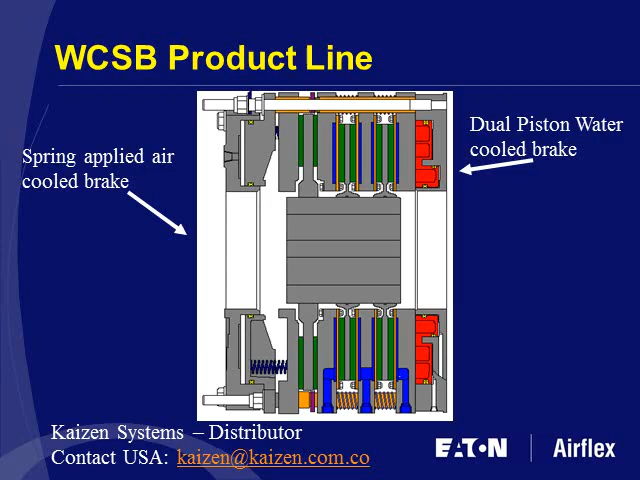 WCSB Product Line
Spring applied air
cooled brake
Dual Piston Water
cooled brake
Kaizen Systems – Distributor
Contact USA: kaizen@kaizen.com.co
EATON | Airflex